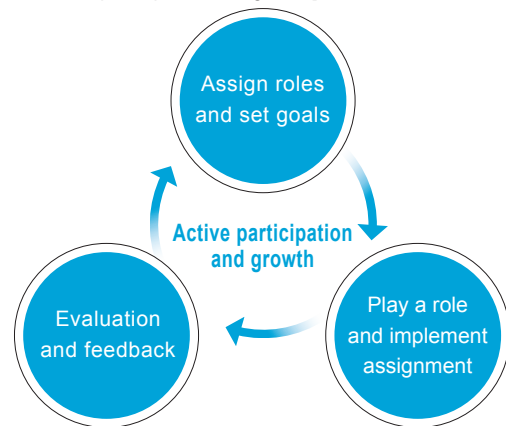 Assign roles
and set goals
Active participation
and growth
Play a role
and implement
assignment
Evaluation
and feedback